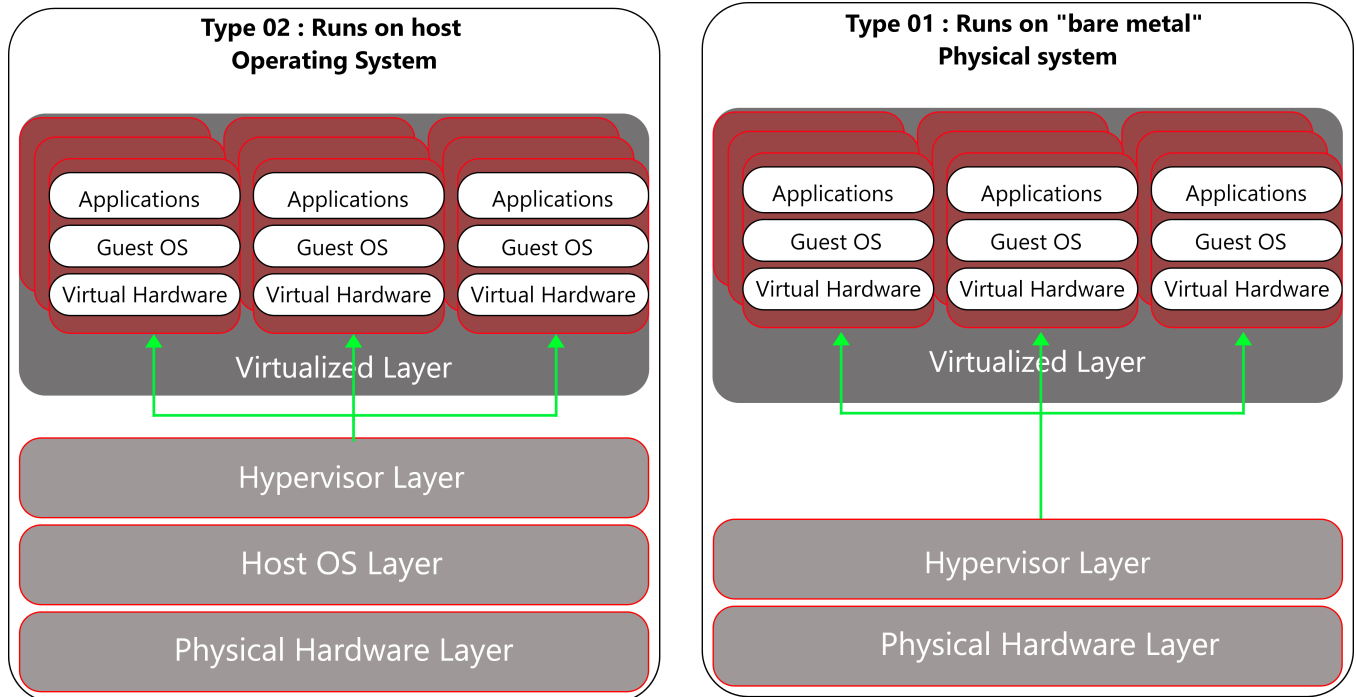 Type 02 : Runs on host
Operating System
Applications
Applications
Applications
Guest OS
Guest OS
Guest OS
Virtual Hardware
Virtual Hardware
Virtual Hardware
Virtualized Layer
Hypervisor Layer
Host OS Layer
Physical Hardware Layer
Type 01 : Runs on "bare metal"
Physical system
Applications
Applications
Applications
Guest OS
Guest OS
Guest OS
Virtual Hardware
Virtual Hardware
Virtual Hardware
Virtualized Layer
Hypervisor Layer
Physical Hardware Layer